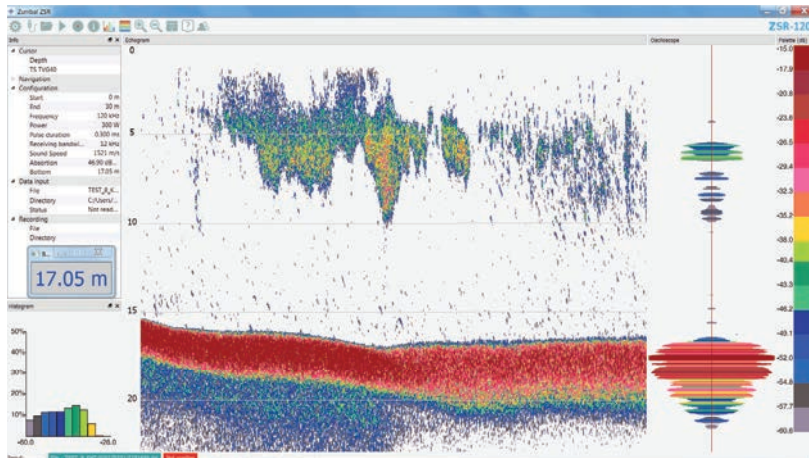 Zunibal ZSR
ZSR-120
Info
Echogram
Oscilloscope
Palette (dB)
Cursor
Depth
TS TVG40
Navigation
Configuration
Start 0 m
End 30 m
Frequency 120 kHz
Power 300 W
Pulse duration 0.300 ms
Receiving bandwi... 12 kHz
Sound Speed 1521 m/s
Absortion 46.90 dB...
Bottom 17.05 m
Data input
File TEST_8_K...
Directory C:/Users/...
Status Not read...
Recording
File
Directory
B...
17.05 m
Histogram
50%
40%
30%
20%
10%
-60.0
-26.0
0
5
10
15
20
-15.0
-17.9
-20.8
-23.6
-26.5
-29.4
-32.3
-35.2
-38.0
-40.4
-43.3
-46.2
-49.1
-52.0
-54.8
-57.7
-60.6